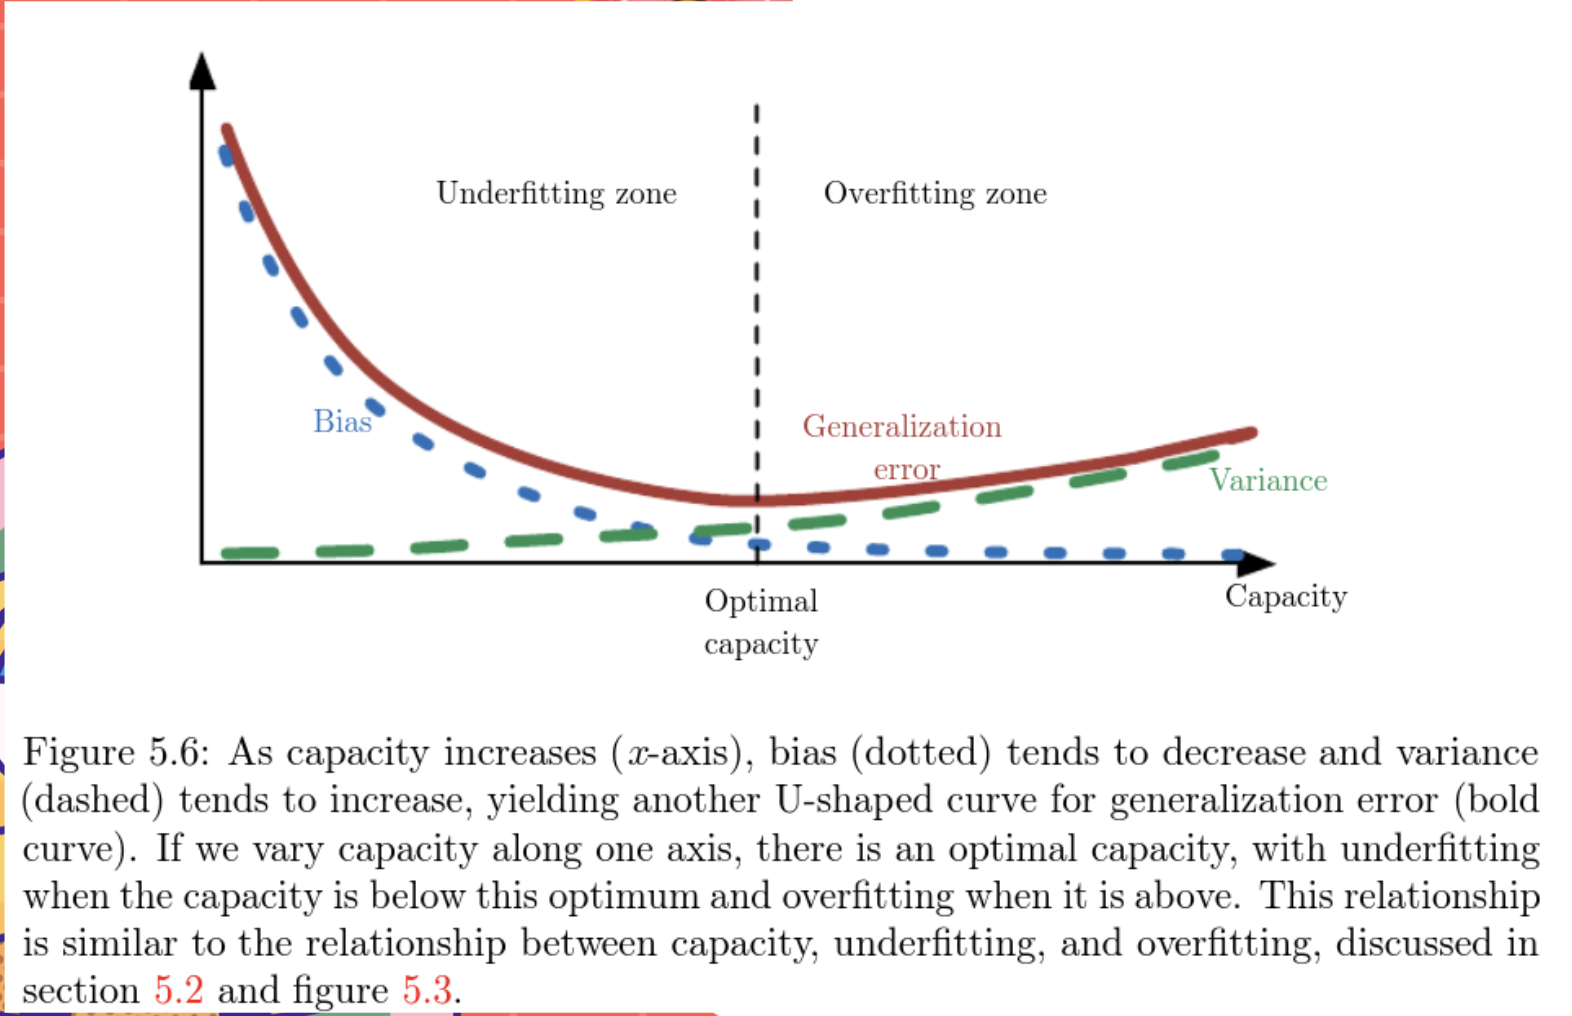 Underfitting zone
Overfitting zone
Bias
Generalization
error
Variance
Optimal
capacity
Capacity
Figure 5.6: As capacity increases (x-axis), bias (dotted) tends to decrease and variance
(dashed) tends to increase, yielding another U-shaped curve for generalization error (bold
curve). If we vary capacity along one axis, there is an optimal capacity, with underfitting
when the capacity is below this optimum and overfitting when it is above. This relationship
is similar to the relationship between capacity, underfitting, and overfitting, discussed in
section 5.2 and figure 5.3.